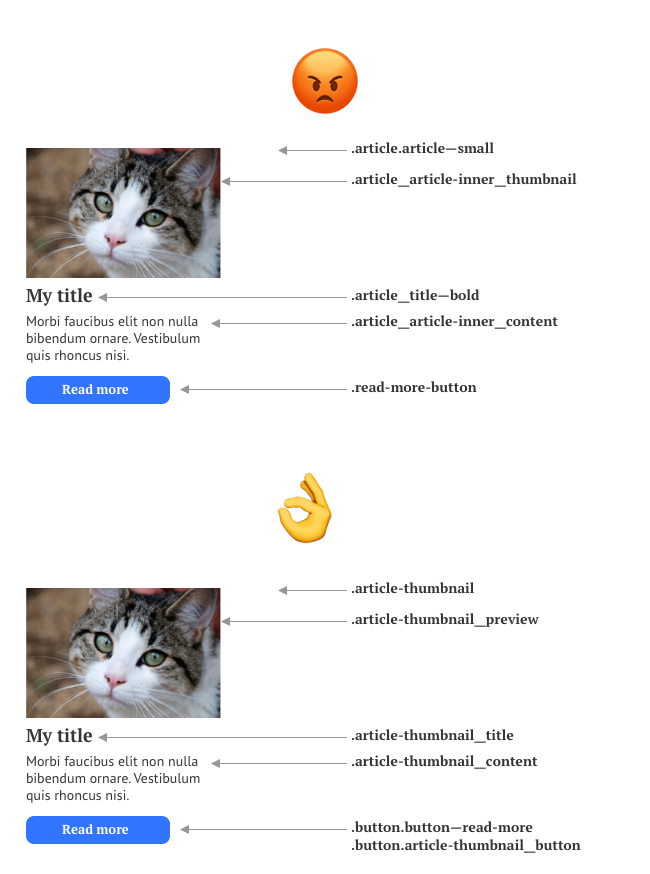 .article.article—small
.article__article-inner__thumbnail
My title
.article__title—bold
Morbi faucibus elit non nulla
bibendum ornare. Vestibulum
quis rhoncus nisi.
.article__article-inner__content
Read more
.read-more-button
.article-thumbnail
.article-thumbnail__preview
My title
.article-thumbnail__title
Morbi faucibus elit non nulla
bibendum ornare. Vestibulum
quis rhoncus nisi.
.article-thumbnail__content
Read more
.button.button—read-more
.button.article-thumbnail__button